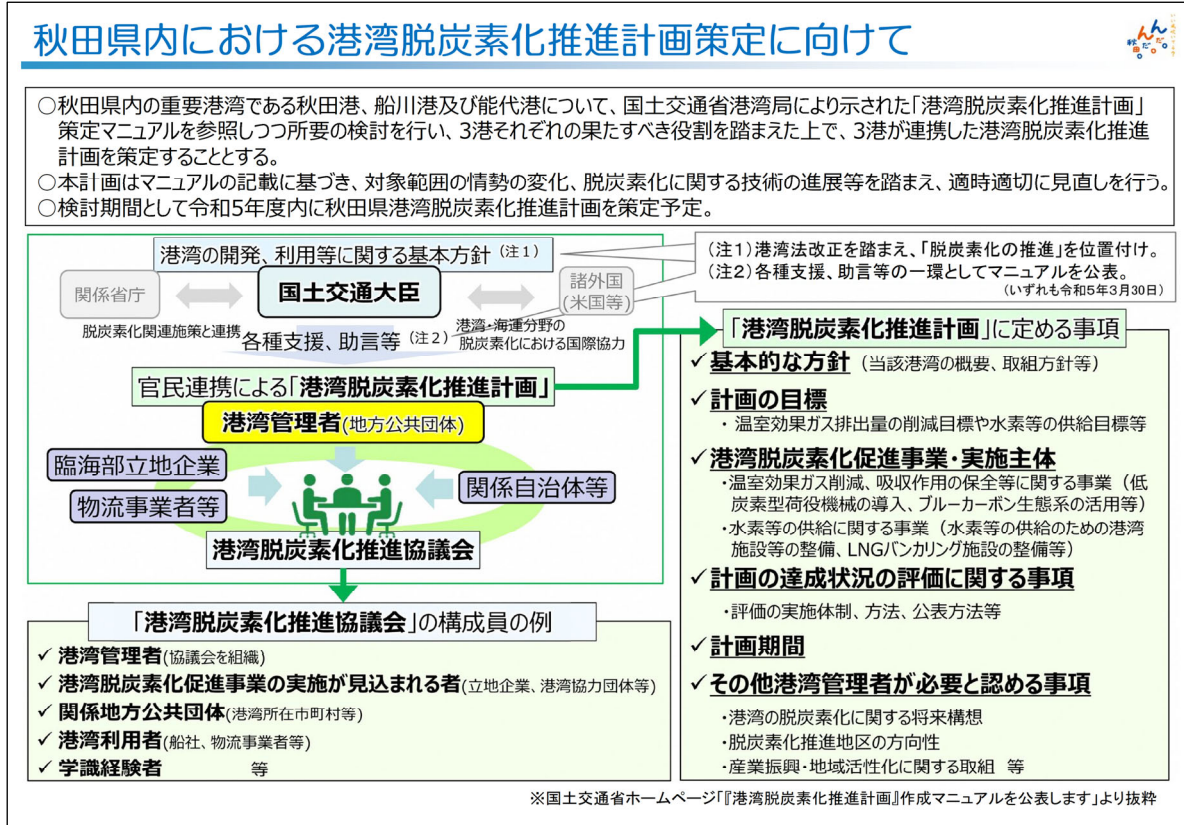 秋田県内における港湾脱炭素化推進計画策定に向けて
秋田。
んだ。んだ。
○秋田県内の重要港湾である秋田港、船川港及び能代港について、国土交通省港湾局により示された「港湾脱炭素化推進計画」
策定マニュアルを参照しつつ所要の検討を行い、3港それぞれの果たすべき役割を踏まえた上で、3港が連携した港湾脱炭素化推進
計画を策定することとする。
○本計画はマニュアルの記載に基づき、対象範囲の情勢の変化、脱炭素化に関する技術の進展等を踏まえ、適時適切に見直しを行う。
○検討期間として令和5年度内に秋田県港湾脱炭素化推進計画を策定予定。
港湾の開発、利用等に関する基本方針(注1)
関係省庁
国土交通大臣
諸外国
(米国等)
脱炭素化関連施策と連携
各種支援、助言等(注2)
港湾・海運分野の
脱炭素化における国際協力
官民連携による「港湾脱炭素化推進計画」
港湾管理者(地方公共団体)
臨海部立地企業
物流事業者等
関係自治体等
港湾脱炭素化推進協議会
「港湾脱炭素化推進協議会」の構成員の例
✓ 港湾管理者(協議会を組織)
✓ 港湾脱炭素化促進事業の実施が見込まれる者(立地企業、港湾協力団体等)
✓ 関係地方公共団体(港湾所在市町村等)
✓ 港湾利用者(船社、物流事業者等)
✓ 学識経験者 等
(注1)港湾法改正を踏まえ、「脱炭素化の推進」を位置付け。
(注2)各種支援、助言等の一環としてマニュアルを公表。
(いずれも令和5年3月30日)
「港湾脱炭素化推進計画」に定める事項
✓ 基本的な方針(当該港湾の概要、取組方針等)
✓ 計画の目標
・温室効果ガス排出量の削減目標や水素等の供給目標等
✓ 港湾脱炭素化促進事業・実施主体
・温室効果ガス削減、吸収作用の保全等に関する事業(低
炭素型荷役機械の導入、ブルーカーボン生態系の活用等)
・水素等の供給に関する事業(水素等の供給のための港湾
施設等の整備、LNGバンカリング施設の整備等)
✓ 計画の達成状況の評価に関する事項
・評価の実施体制、方法、公表方法等
✓ 計画期間
✓ その他港湾管理者が必要と認める事項
・港湾の脱炭素化に関する将来構想
・脱炭素化推進地区の方向性
・産業振興・地域活性化に関する取組 等
※国土交通省ホームページ「『港湾脱炭素化推進計画』作成マニュアルを公表します」より抜粋